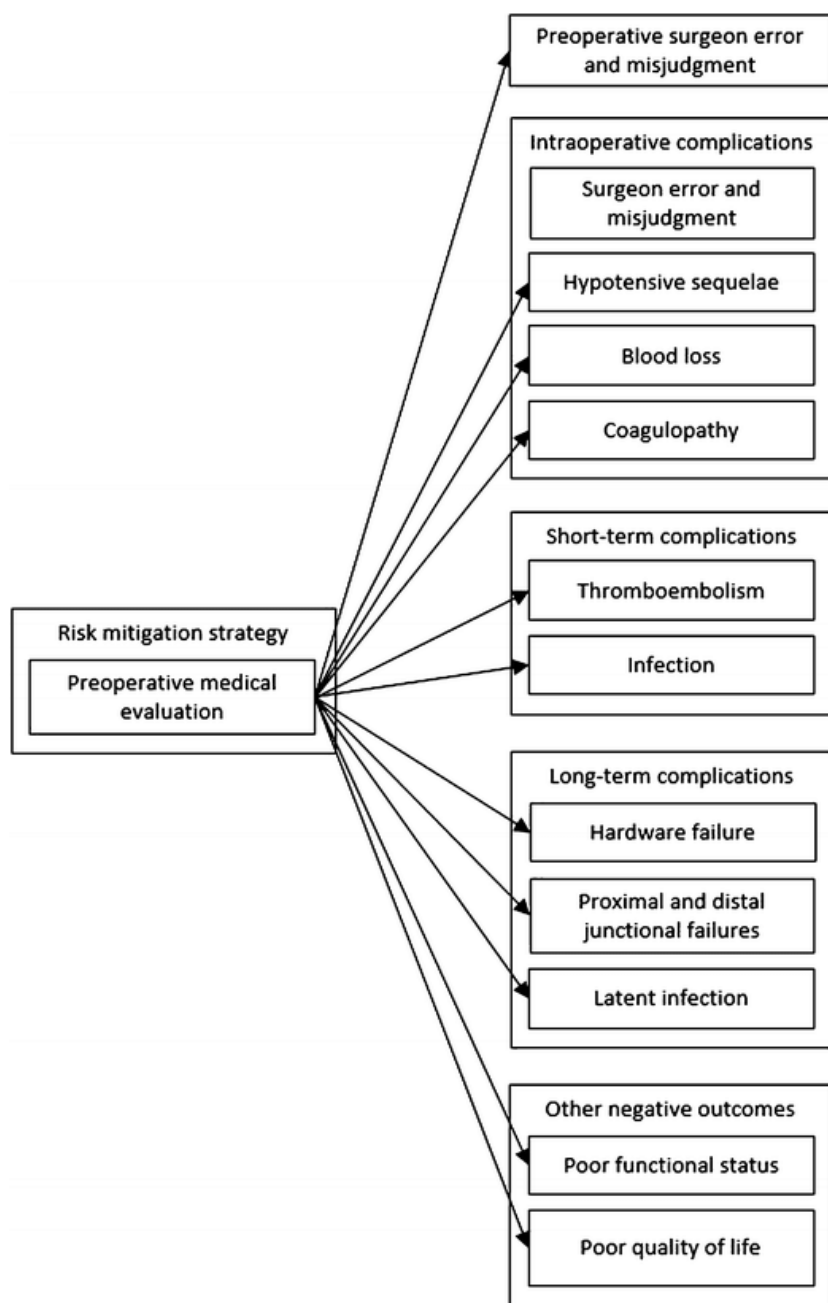 Preoperative surgeon error
and misjudgment
Intraoperative complications
Surgeon error and
misjudgment
Hypotensive sequelae
Blood loss
Coagulopathy
Short-term complications
Thromboembolism
Infection
Risk mitigation strategy
Preoperative medical
evaluation
Long-term complications
Hardware failure
Proximal and distal
junctional failures
Latent infection
Other negative outcomes
Poor functional status
Poor quality of life